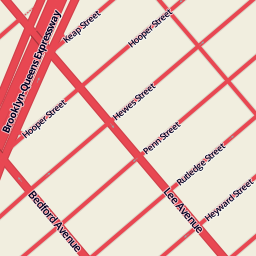 Keap Street
Hooper Street
Brooklyn-Queens Expressway
Hewes Street
Hooper Street
Penn Street
Rutledge Street
Heyward Street
Lee Avenue
Bedford Avenue